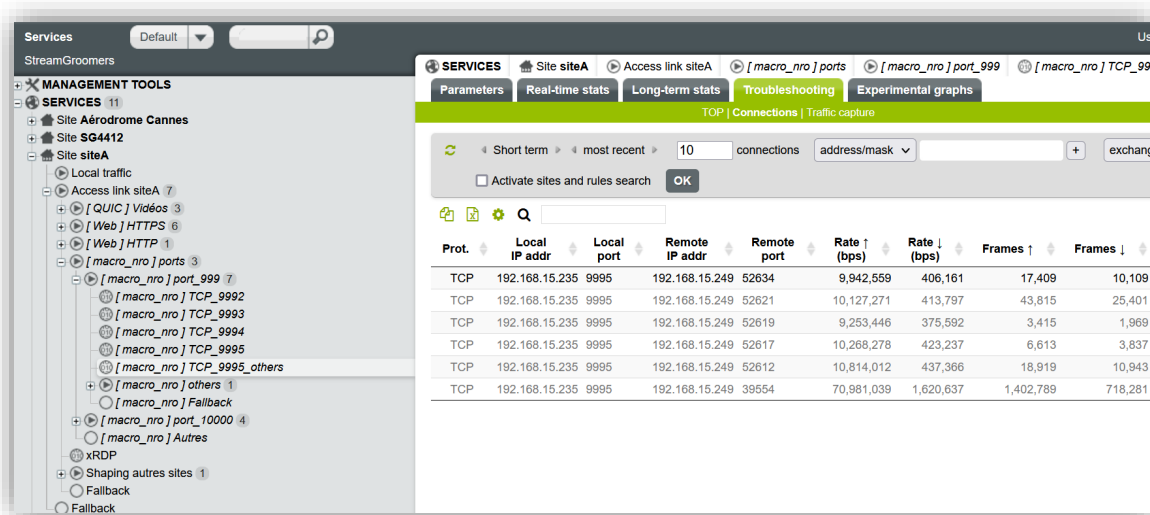 Services Default Us
StreamGroomers
MANAGEMENT TOOLS
SERVICES 11
Site Aérodrome Cannes
Site SG4412
Site siteA
Local traffic
Access link siteA 7
[ QUIC ] Vidéos 3
[ Web ] HTTPS 6
[ Web ] HTTP 1
[ macro_nro ] ports 3
[ macro_nro ] port_999 7
[ macro_nro ] TCP_9992
[ macro_nro ] TCP_9993
[ macro_nro ] TCP_9994
[ macro_nro ] TCP_9995
[ macro_nro ] TCP_9995_others
[ macro_nro ] others 1
[ macro_nro ] Fallback
[ macro_nro ] port_10000 4
[ macro_nro ] Autres
xRDP
Shaping autres sites 1
Fallback
Fallback
SERVICES Site siteA Access link siteA [ macro_nro ] ports [ macro_nro ] port_999 [ macro_nro ] TCP_99
Parameters Real-time stats Long-term stats Troubleshooting Experimental graphs
TOP | Connections | Traffic capture
Short term most recent 10 connections address/mask + exchang
Activate sites and rules search OK
Prot. Local IP addr Local port Remote IP addr Remote port Rate ↑ (bps) Rate ↓ (bps) Frames ↑ Frames ↓
TCP 192.168.15.235 9995 192.168.15.249 52634 9,942,559 406,161 17,409 10,109
TCP 192.168.15.235 9995 192.168.15.249 52621 10,127,271 413,797 43,815 25,401
TCP 192.168.15.235 9995 192.168.15.249 52619 9,253,446 375,592 3,415 1,969
TCP 192.168.15.235 9995 192.168.15.249 52617 10,268,278 423,237 6,613 3,837
TCP 192.168.15.235 9995 192.168.15.249 52612 10,814,012 437,366 18,919 10,943
TCP 192.168.15.235 9995 192.168.15.249 39554 70,981,039 1,620,637 1,402,789 718,281